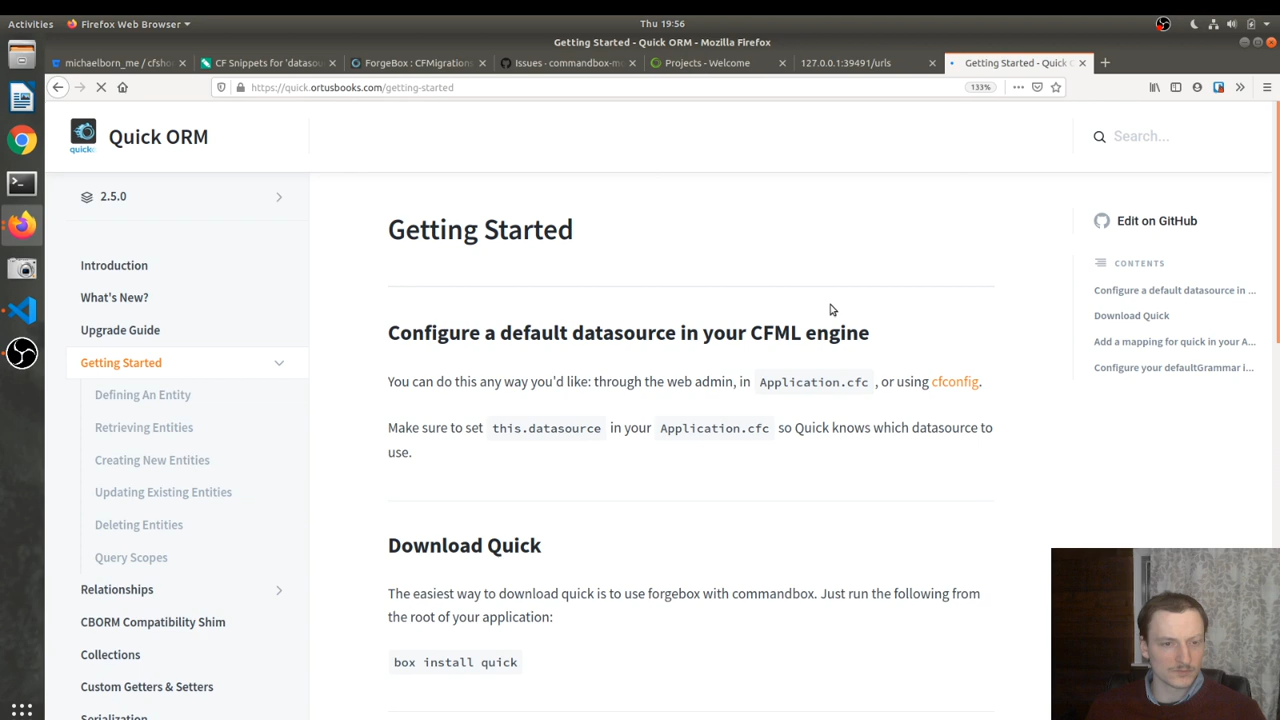 Activities
Firefox Web Browser
Thu 19:56
Getting Started - Quick ORM - Mozilla Firefox
michaelborn_me / cfsho
CF Snippets for 'datasou
ForgeBox : CFMigrations
Issues · commandbox-m
Projects - Welcome
127.0.0.1:39491/urls
Getting Started - Quick O
https://quick.ortusbooks.com/getting-started
133%
quick
Quick ORM
Search...
2.5.0
Introduction
What's New?
Upgrade Guide
Getting Started
Defining An Entity
Retrieving Entities
Creating New Entities
Updating Existing Entities
Deleting Entities
Query Scopes
Relationships
CBORM Compatibility Shim
Collections
Custom Getters & Setters
Serialization
Getting Started
Configure a default datasource in your CFML engine
You can do this any way you'd like: through the web admin, in Application.cfc, or using cfconfig.
Make sure to set this.datasource in your Application.cfc so Quick knows which datasource to
use.
Download Quick
The easiest way to download quick is to use forgebox with commandbox. Just run the following from
the root of your application:
box install quick
Edit on GitHub
CONTENTS
Configure a default datasource in ...
Download Quick
Add a mapping for quick in your A...
Configure your defaultGrammar i...